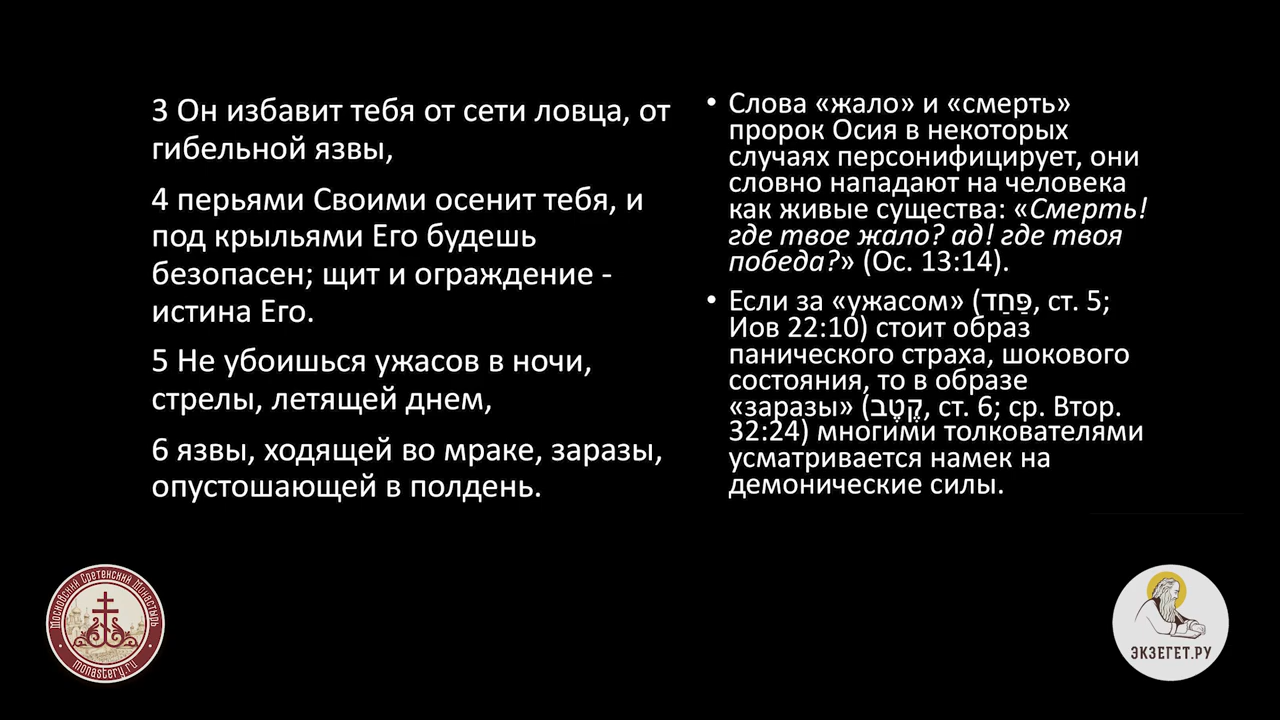 3 Он избавит тебя от сети ловца, от
гибельной язвы,
4 перьями Своими осенит тебя, и
под крыльями Его будешь
безопасен; щит и ограждение -
истина Его.
5 Не убоишься ужасов в ночи,
стрелы, летящей днем,
6 язвы, ходящей во мраке, заразы,
опустошающей в полдень.
• Слова «жало» и «смерть»
пророк Осия в некоторых
случаях персонифицирует, они
словно нападают на человека
как живые существа: «Смерть!
где твое жало? ад! где твоя
победа?» (Ос. 13:14).
• Если за «ужасом» (פַּחַד, ст. 5;
Иов 22:10) стоит образ
панического страха, шокового
состояния, то в образе
«заразы» (קֶטֶב, ст. 6; ср. Втор.
32:24) многими толкователями
усматривается намек на
демонические силы.
Московский Сретенский Монастырь
monastery.ru
ЭКЗЕГЕТ.РУ